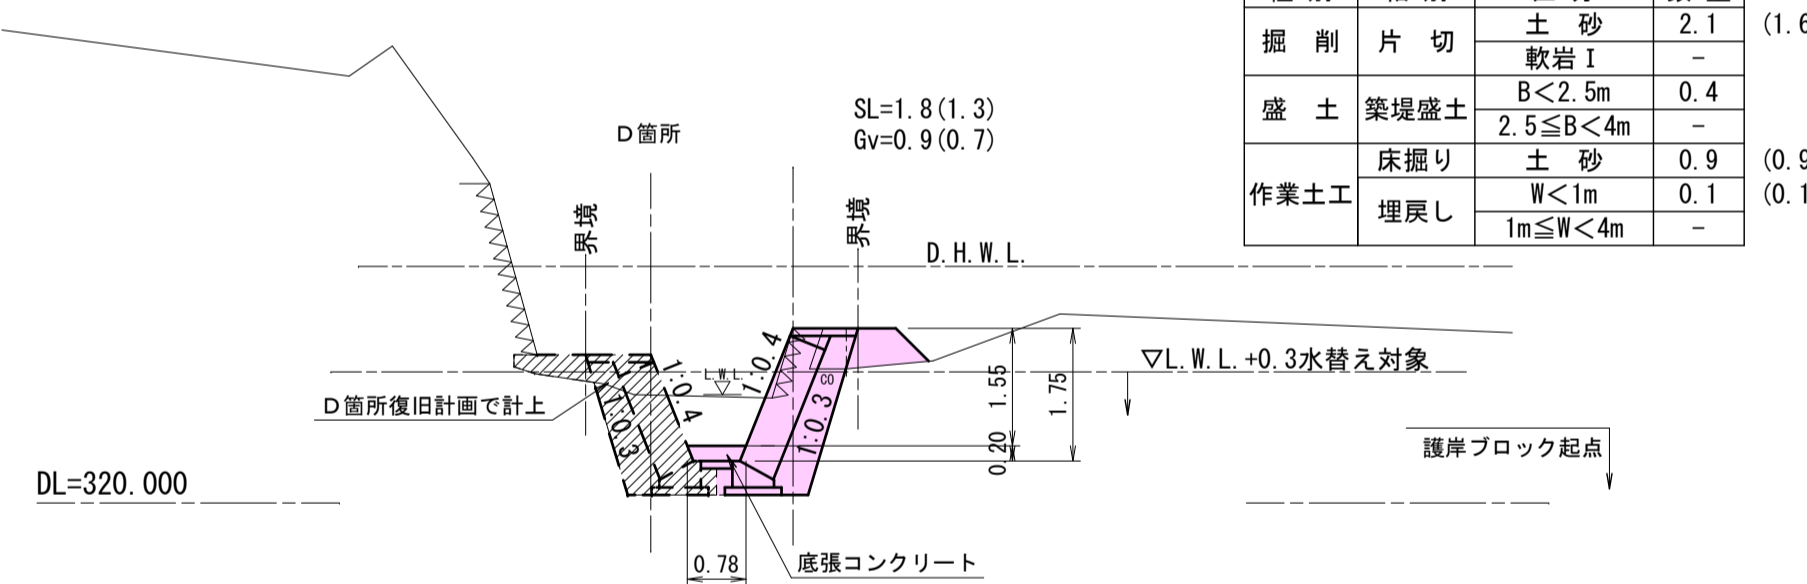 掘 削 片 切 土 砂 2.1 (1.6
軟岩Ⅰ -
盛 土 築堤盛土 B<2.5m 0.4
2.5≦B<4m -
作業土工 床掘り 土 砂 0.9 (0.9
埋戻し W<1m 0.1 (0.1
1m≦W<4m -
SL=1.8(1.3)
Gv=0.9(0.7)
D箇所
界境
界境
D.H.W.L.
▽L.W.L.+0.3水替え対象
L.W.L.
1:0.4
1:0.4
1:0.3
1:0.3
CO
1.55
1.75
0.20
D箇所復旧計画で計上
護岸ブロック起点
DL=320.000
0.78
底張コンクリート